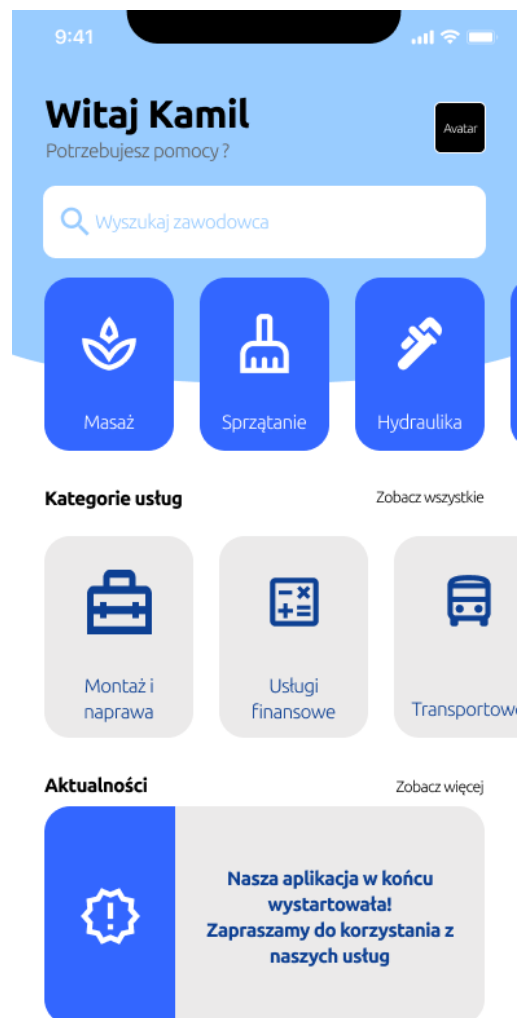 9:41
Witaj Kamil
Avatar
Potrzebujesz pomocy ?
Wyszukaj zawodowca
Masaż
Sprzątanie
Hydraulika
Kategorie usług
Zobacz wszystkie
Montaż i
naprawa
Usługi
finansowe
Transportowe
Aktualności
Zobacz więcej
Nasza aplikacja w końcu
wystartowała!
Zapraszamy do korzystania z
naszych usług